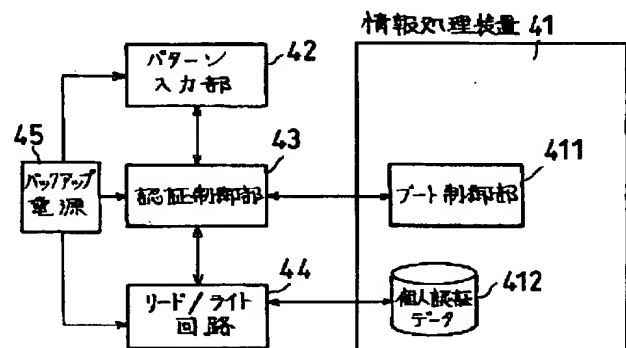 情報処理装置 41
パターン
入力部
42
45
バックアップ
電源
43
認証制御部
411
ブート制御部
44
リード/ライト
回路
412
個人認証
データ